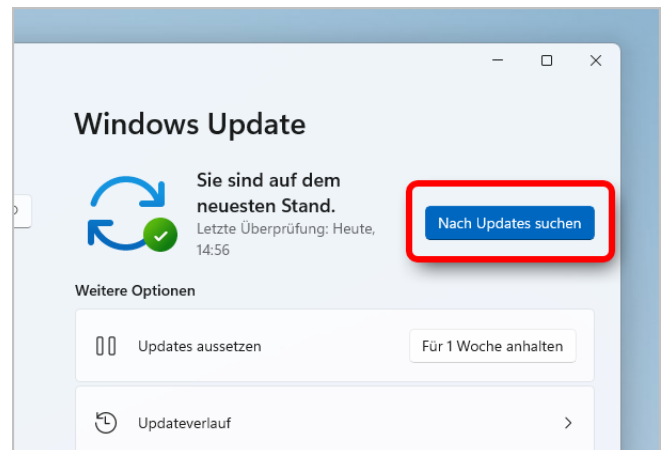 Windows Update
Sie sind auf dem
neuesten Stand.
Letzte Überprüfung: Heute,
14:56
Nach Updates suchen
Weitere Optionen
Updates aussetzen
Für 1 Woche anhalten
Updateverlauf